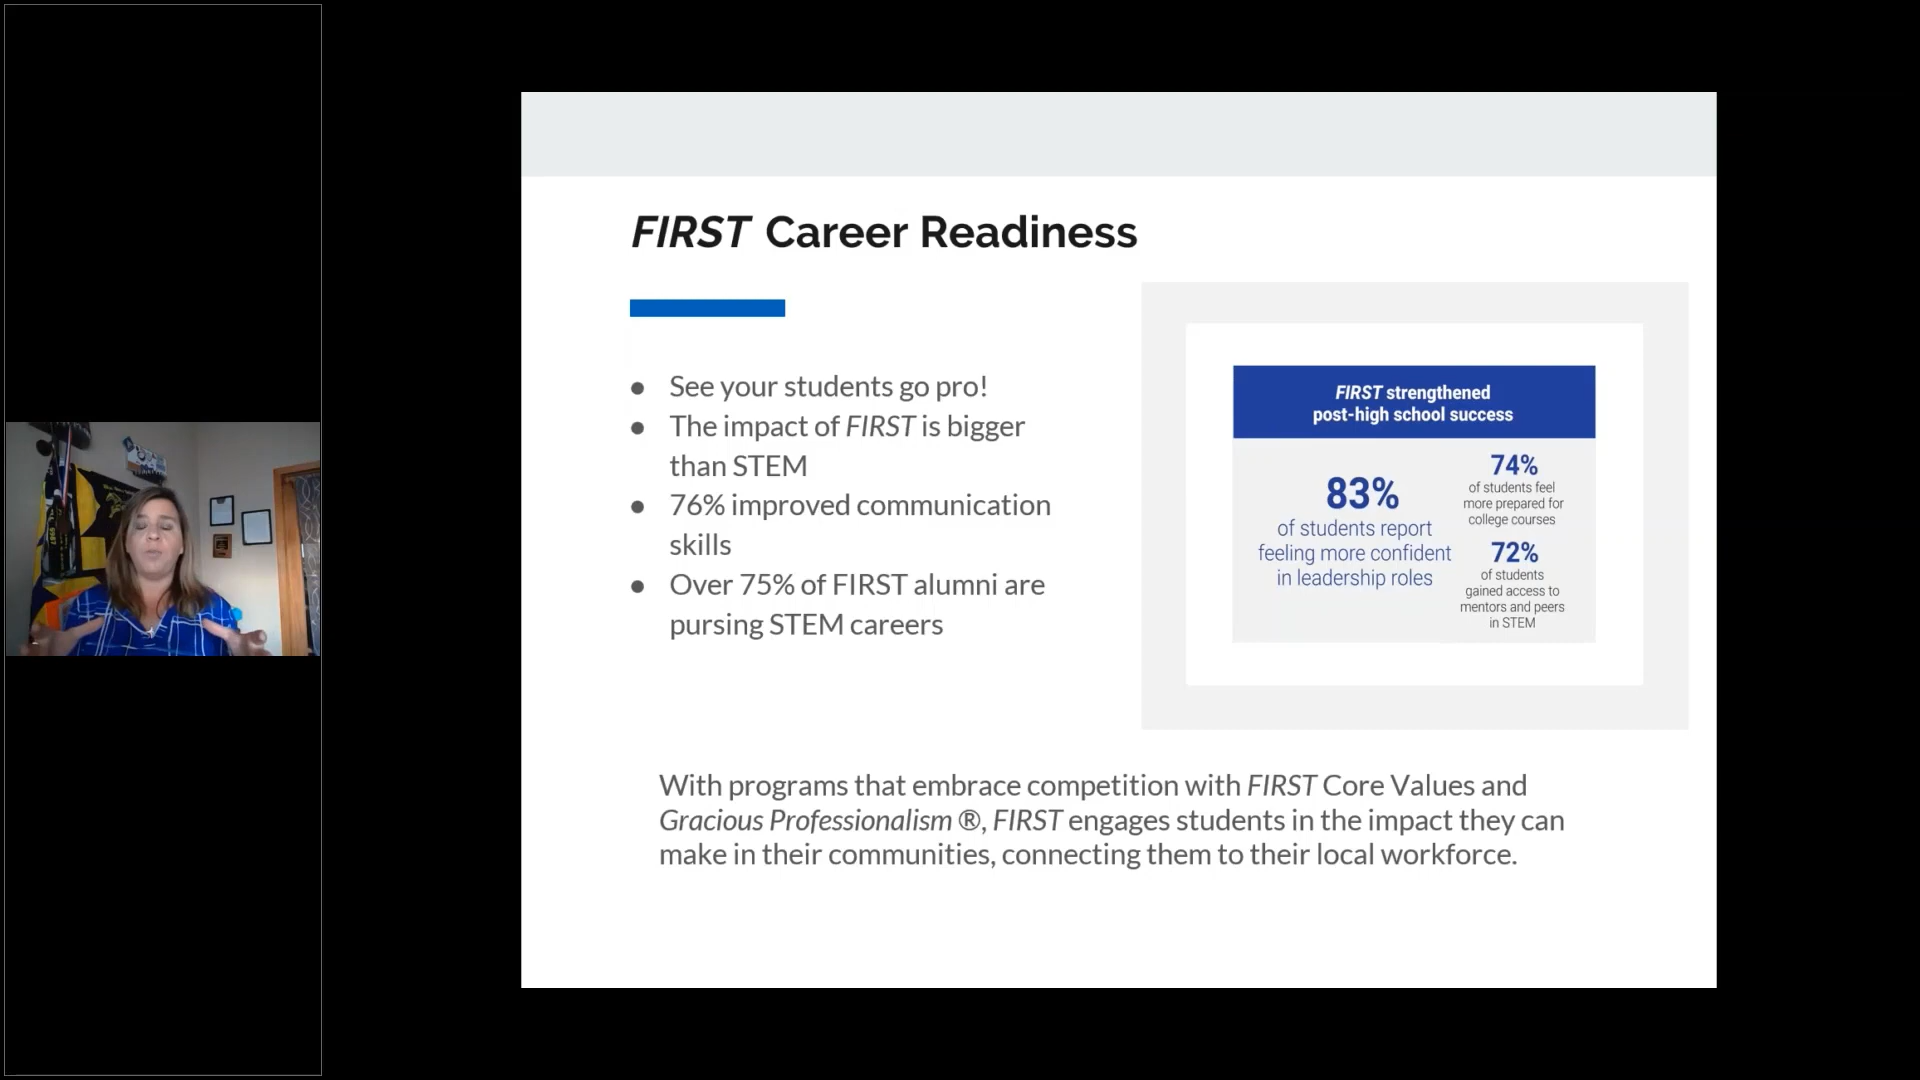 FIRST Career Readiness
● See your students go pro!
● The impact of FIRST is bigger
than STEM
● 76% improved communication
skills
● Over 75% of FIRST alumni are
pursing STEM careers
FIRST strengthened
post-high school success
83%
of students report
feeling more confident
in leadership roles
74%
of students feel
more prepared for
college courses
72%
of students
gained access to
mentors and peers
in STEM
With programs that embrace competition with FIRST Core Values and
Gracious Professionalism ®, FIRST engages students in the impact they can
make in their communities, connecting them to their local workforce.